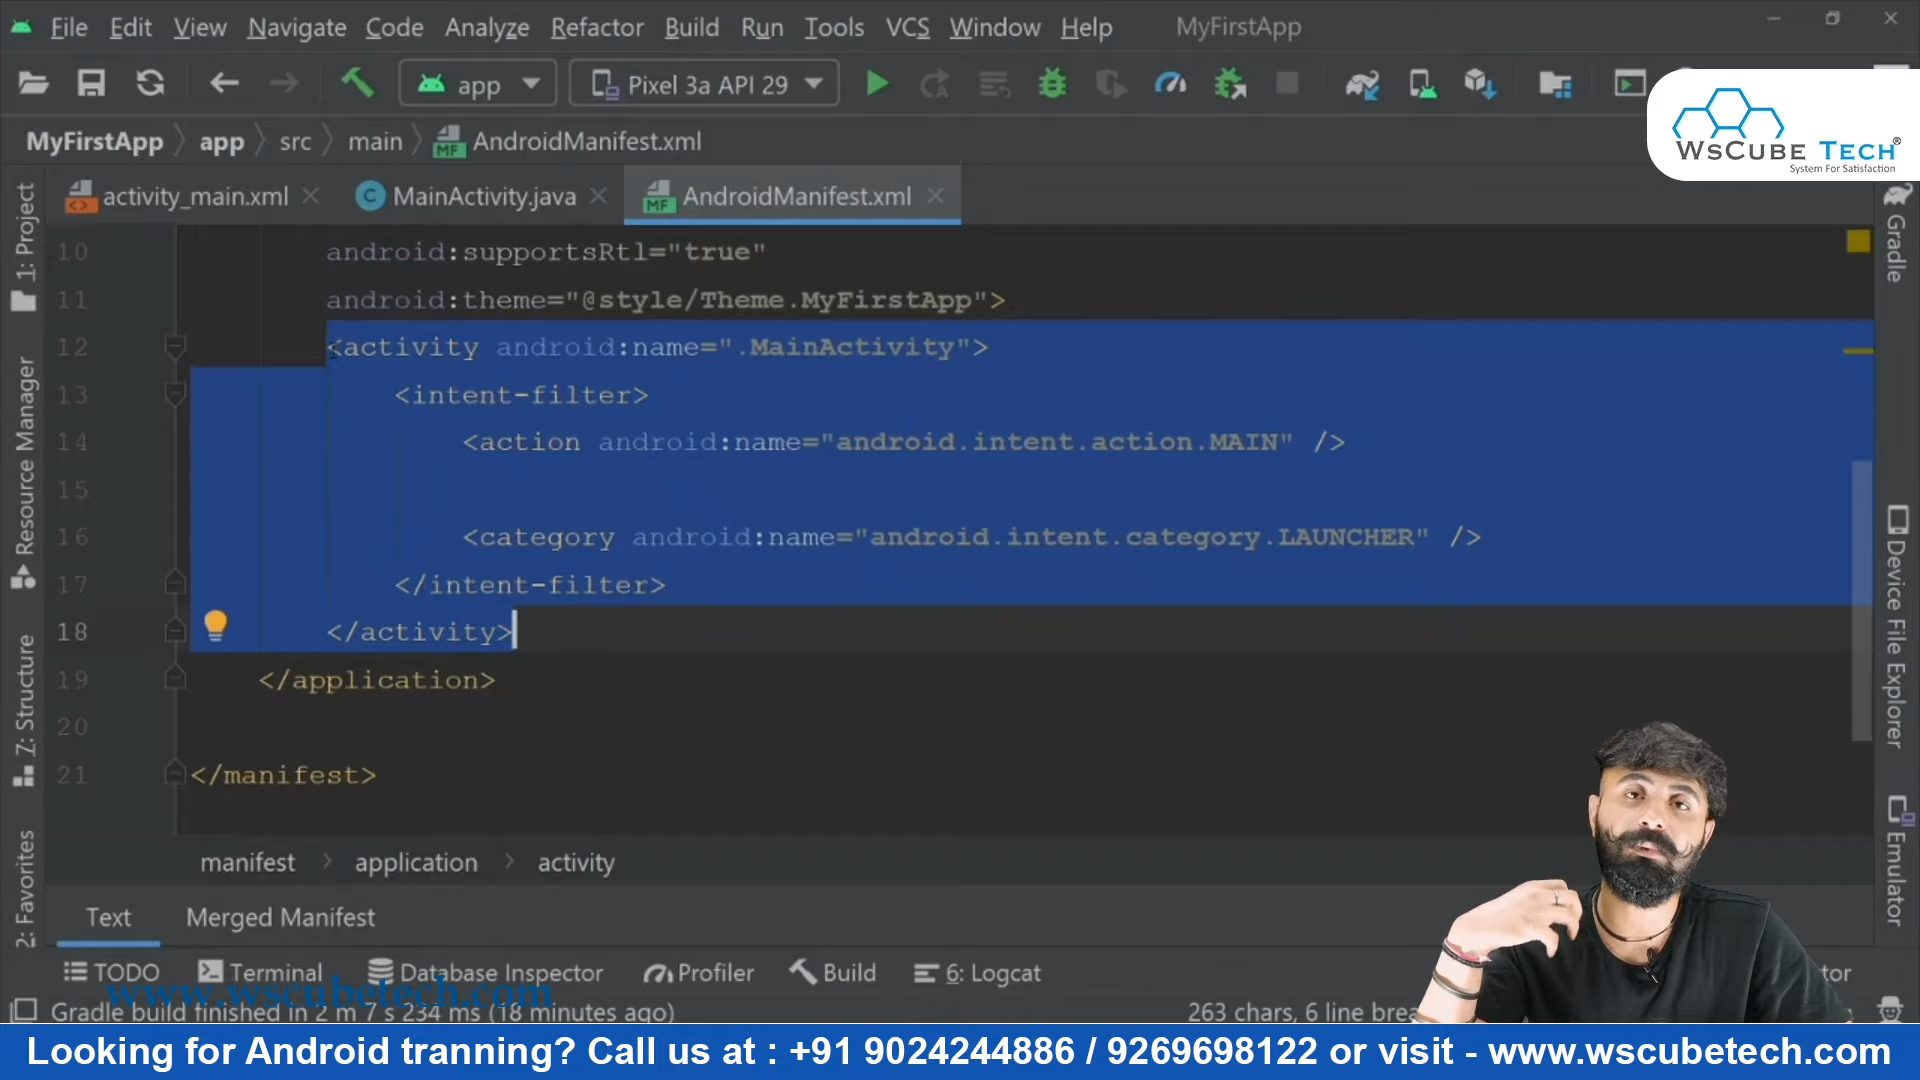 File Edit View Navigate Code Analyze Refactor Build Run Tools VCS Window Help MyFirstApp
app Pixel 3a API 29
WsCube Tech®
System For Satisfaction
MyFirstApp app src main AndroidManifest.xml
activity_main.xml MainActivity.java AndroidManifest.xml
1: Project
Resource Manager
Z: Structure
2: Favorites
10 android:supportsRtl="true"
11 android:theme="@style/Theme.MyFirstApp">
12 <activity android:name=".MainActivity">
13 <intent-filter>
14 <action android:name="android.intent.action.MAIN" />
15
16 <category android:name="android.intent.category.LAUNCHER" />
17 </intent-filter>
18 </activity>
19 </application>
20
21 </manifest>
Gradle
Device File Explorer
Emulator
manifest application activity
Text Merged Manifest
TODO Terminal Database Inspector Profiler Build 6: Logcat
www.wscubetech.com
Gradle build finished in 2 m 7 s 234 ms (18 minutes ago) 263 chars, 6 line
Looking for Android tranning? Call us at : +91 9024244886 / 9269698122 or visit - www.wscubetech.com